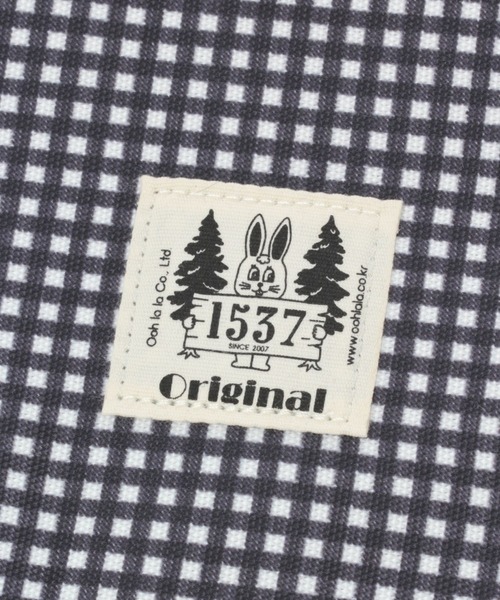 Ooh la la Co., Ltd
1537
SINCE 2007
www.oohlala.co.kr
Original